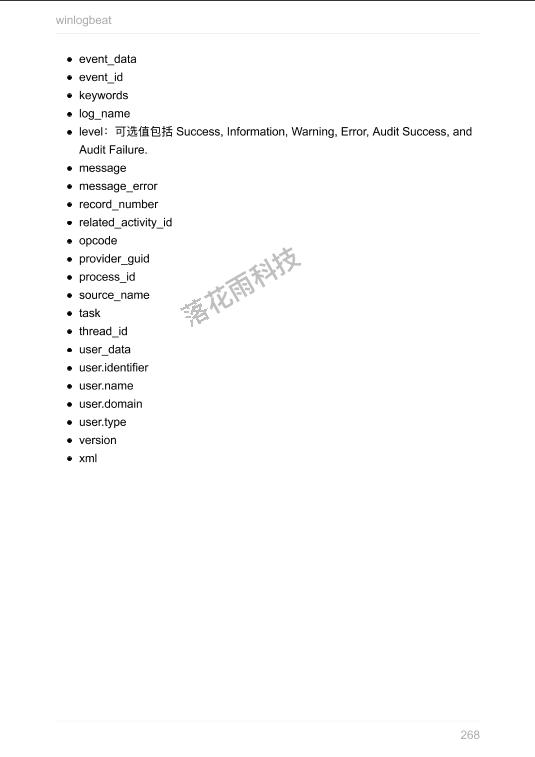 winlogbeat
● event_data
● event_id
● keywords
● log_name
● level：可选值包括 Success, Information, Warning, Error, Audit Success, and
Audit Failure.
● message
● message_error
● record_number
● related_activity_id
● opcode
● provider_guid
● process_id
● source_name
● task
● thread_id
● user_data
● user.identifier
● user.name
● user.domain
● user.type
● version
● xml
落花雨科技
268